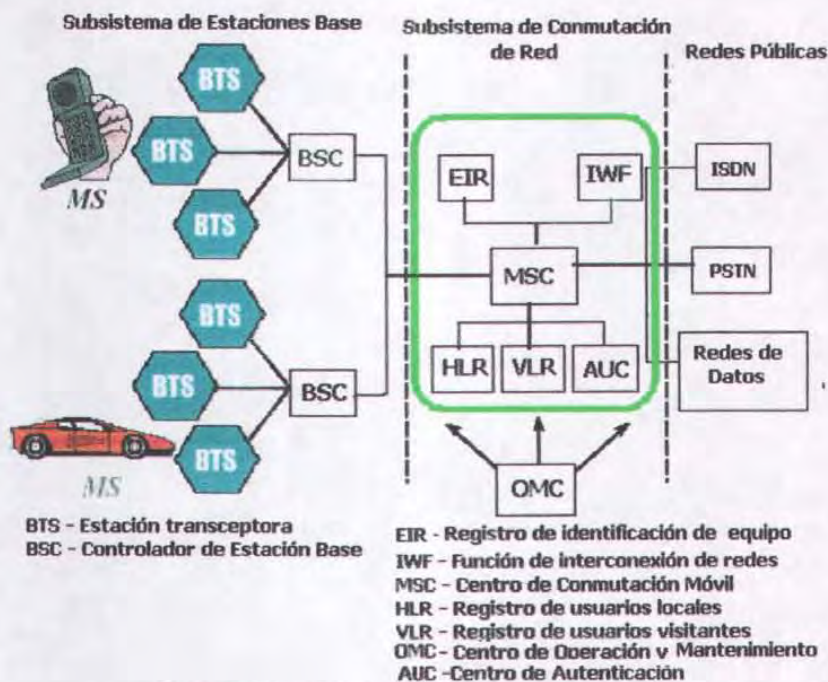 Subsistema de Estaciones Base
Subsistema de Conmutación
de Red
Redes Públicas
BTS
BTS
BTS
BSC
MS
BTS
BTS
BTS
BSC
MS
EIR
IWF
MSC
HLR
VLR
AUC
OMC
ISDN
PSTN
Redes de
Datos
BTS - Estación transceptora
BSC - Controlador de Estación Base
EIR - Registro de identificación de equipo
IWF - Función de interconexión de redes
MSC - Centro de Conmutación Móvil
HLR - Registro de usuarios locales
VLR - Registro de usuarios visitantes
OMC- Centro de Operación y Mantenimiento
AUC -Centro de Autenticación